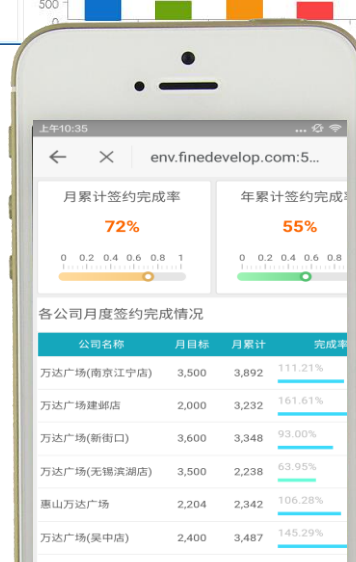 500
0
上午10:35 ...
env.finedevelop.com:5...
月累计签约完成率 年累计签约完成率
72% 55%
0 0.2 0.4 0.6 0.8 1 0 0.2 0.4 0.6 0.8
各公司月度签约完成情况
公司名称 月目标 月累计 完成率
万达广场(南京江宁店) 3,500 3,892 111.21%
万达广场建邺店 2,000 3,232 161.61%
万达广场(新街口) 3,600 3,348 93.00%
万达广场(无锡滨湖店) 3,500 2,238 63.95%
惠山万达广场 2,204 2,342 106.28%
万达广场(吴中店) 2,400 3,487 145.29%